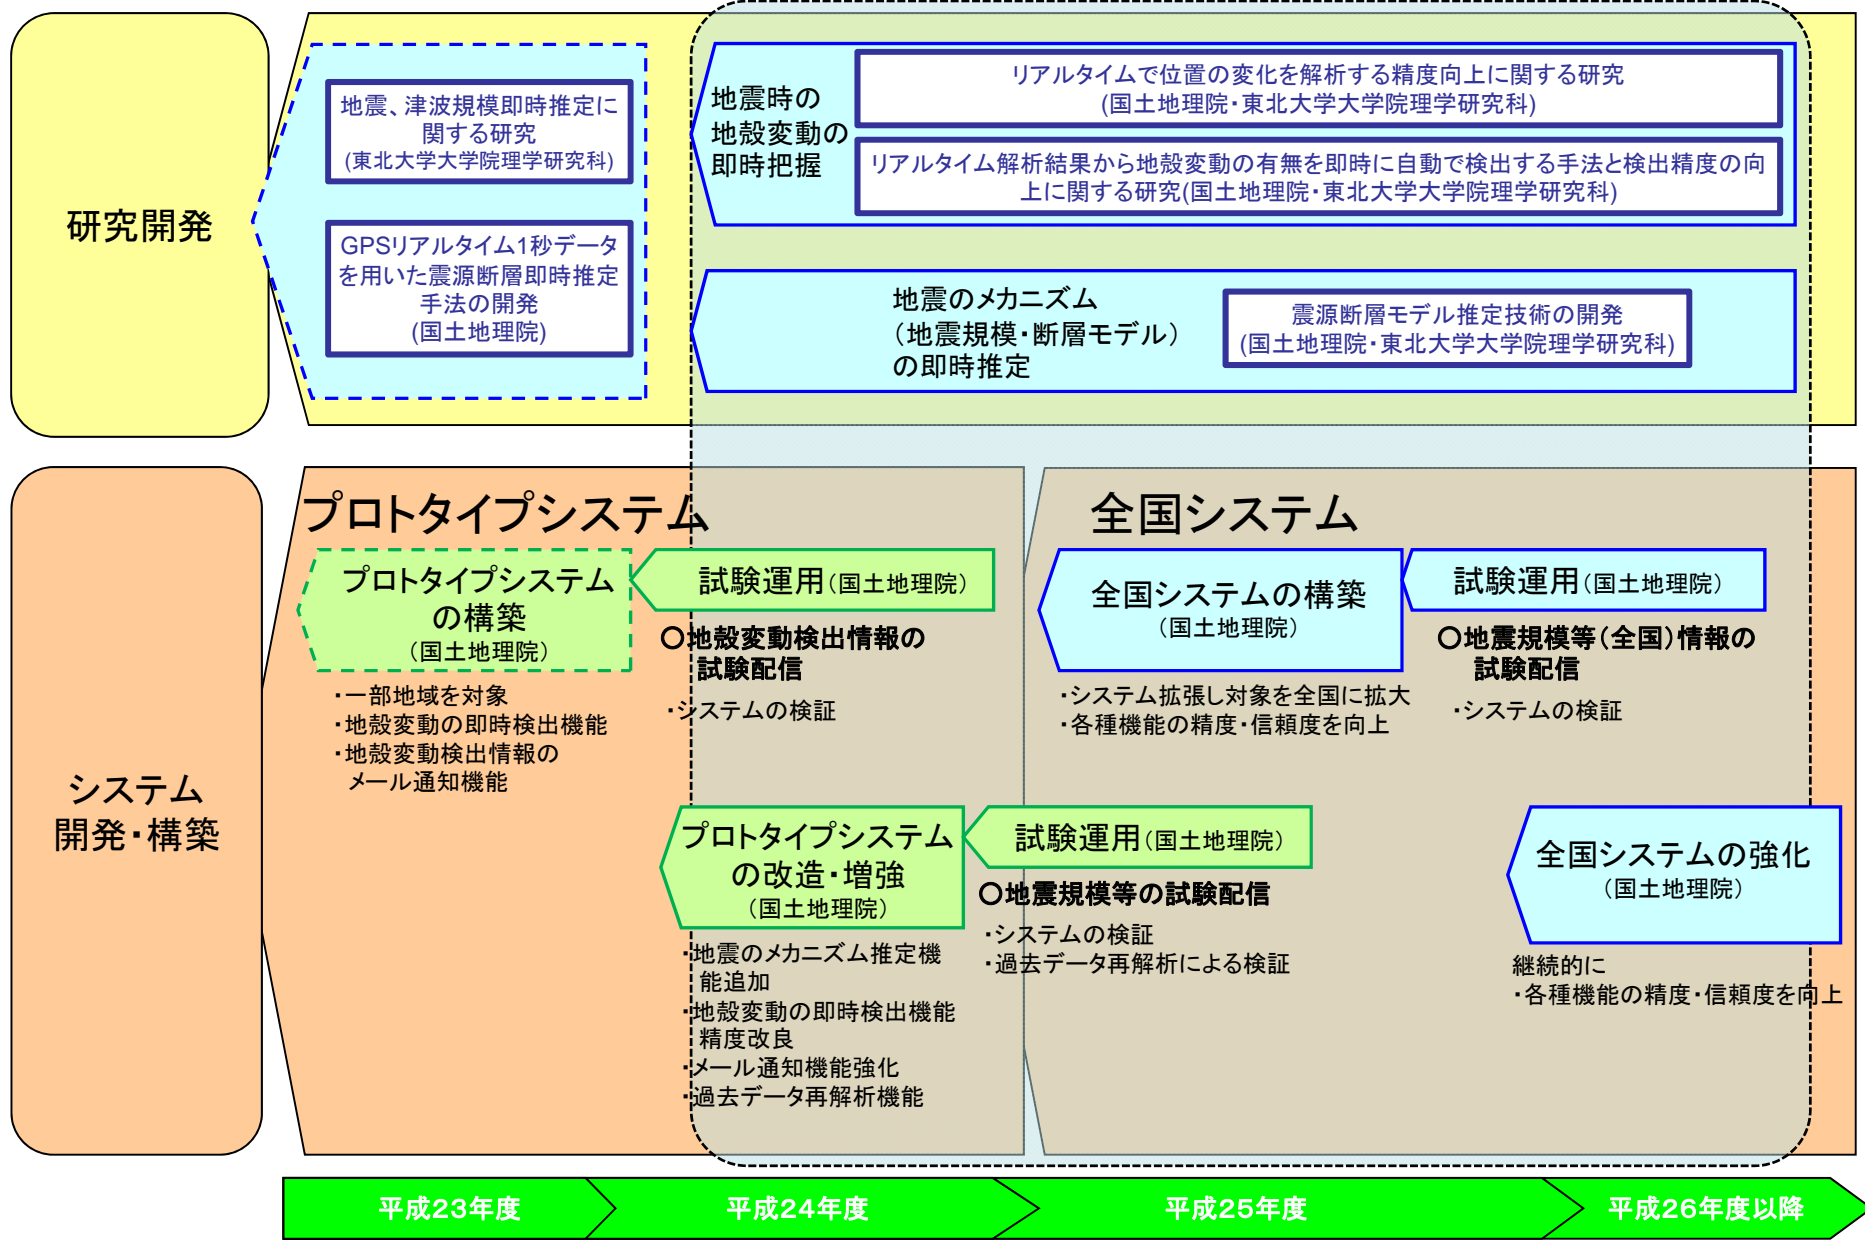 研究開発
地震、津波規模即時推定に
関する研究
(東北大学大学院理学研究科)
GPSリアルタイム1秒データ
を用いた震源断層即時推定
手法の開発
(国土地理院)
地震時の
地殻変動の
即時把握
リアルタイムで位置の変化を解析する精度向上に関する研究
(国土地理院・東北大学大学院理学研究科)
リアルタイム解析結果から地殻変動の有無を即時に自動で検出する手法と検出精度の向
上に関する研究(国土地理院・東北大学大学院理学研究科)
地震のメカニズム
（地震規模・断層モデル）
の即時推定
震源断層モデル推定技術の開発
(国土地理院・東北大学大学院理学研究科)
システム
開発・構築
プロトタイプシステム
プロトタイプシステム
の構築
（国土地理院）
・一部地域を対象
・地殻変動の即時検出機能
・地殻変動検出情報の
メール通知機能
試験運用（国土地理院）
〇地殻変動検出情報の
試験配信
・システムの検証
プロトタイプシステム
の改造・増強
（国土地理院）
・地震のメカニズム推定機
能追加
・地殻変動の即時検出機能
精度改良
・メール通知機能強化
・過去データ再解析機能
試験運用（国土地理院）
〇地震規模等の試験配信
・システムの検証
・過去データ再解析による検証
全国システム
全国システムの構築
（国土地理院）
・システム拡張し対象を全国に拡大
・各種機能の精度・信頼度を向上
試験運用（国土地理院）
〇地震規模等（全国）情報の
試験配信
・システムの検証
全国システムの強化
（国土地理院）
継続的に
・各種機能の精度・信頼度を向上
平成23年度
平成24年度
平成25年度
平成26年度以降